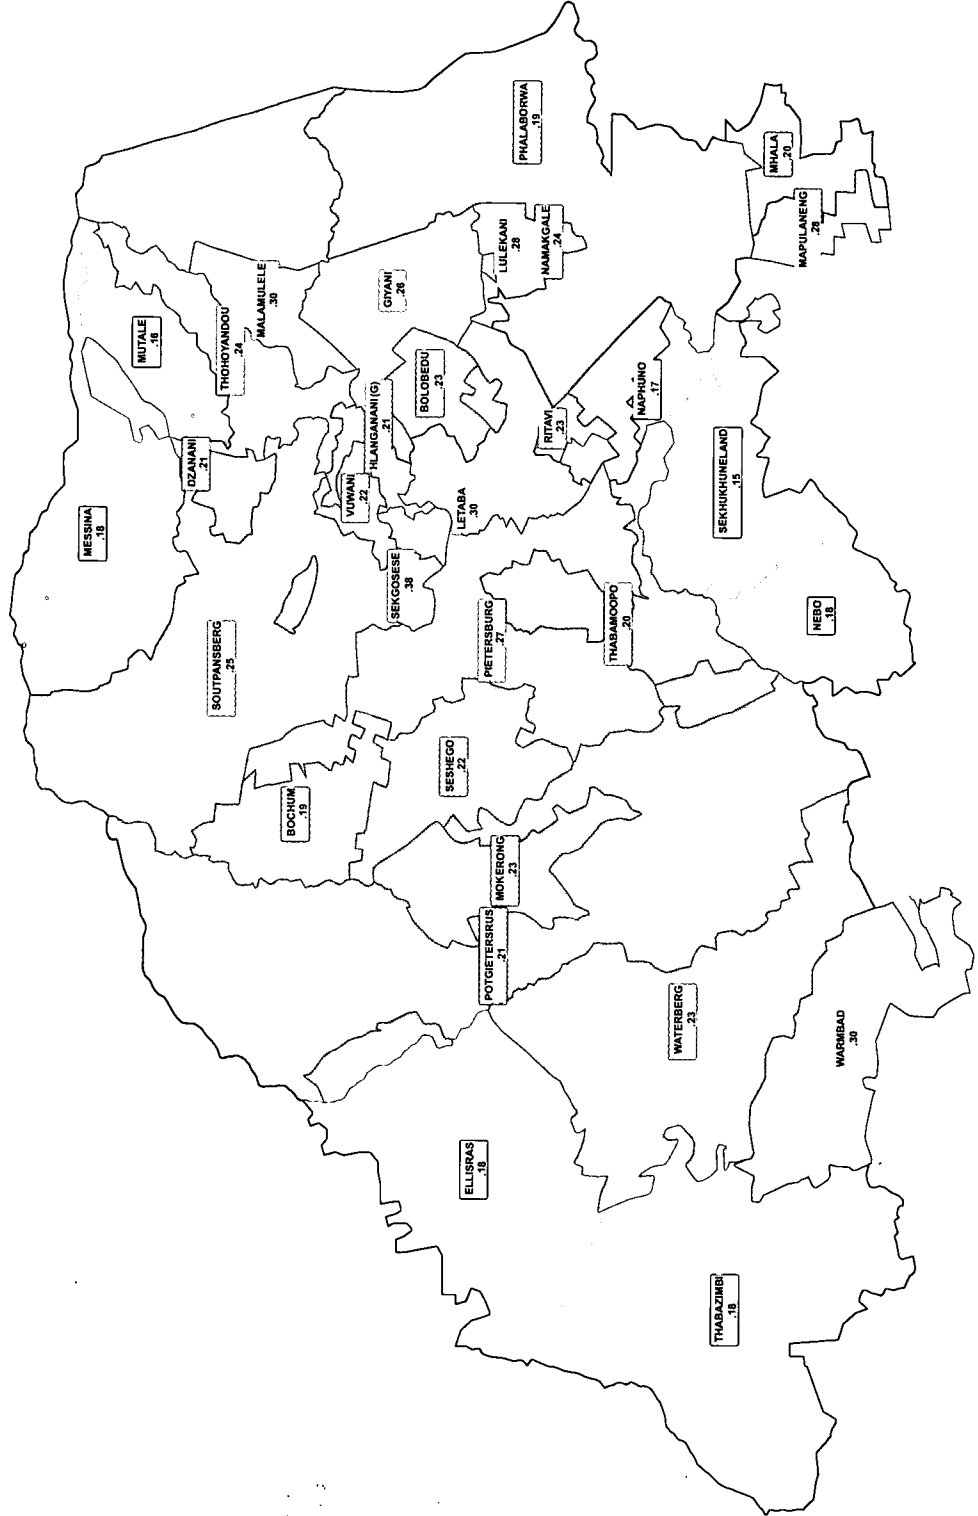 MESSINA
.18
MUTALE
.16
DZANANI
.21
THOHOYANDOU
.24
MALAMULELE
.30
SOUTPANSBERG
.25
VUWANI
.22
HLANGANANI (G)
.21
GIYANI
.26
PHALABORWA
.19
BOCHUM
.19
SEKGOSESE
.38
BOLOBEDU
.23
LULEKANI
.28
NAMAKGALE
.24
LETABA
.30
SESHEGO
.22
PIETERSBURG
.27
RITAVI
.23
MOKERONG
.23
POTGIETERSRUS
.21
THABAMOOPO
.20
NAPHUNO
.17
ELLISRAS
.18
WATERBERG
.23
SEKHUKHUNELAND
.15
MHALA
.20
MAPULANENG
.28
NEBO
.18
THABAZIMBI
.18
WARMBAD
.30